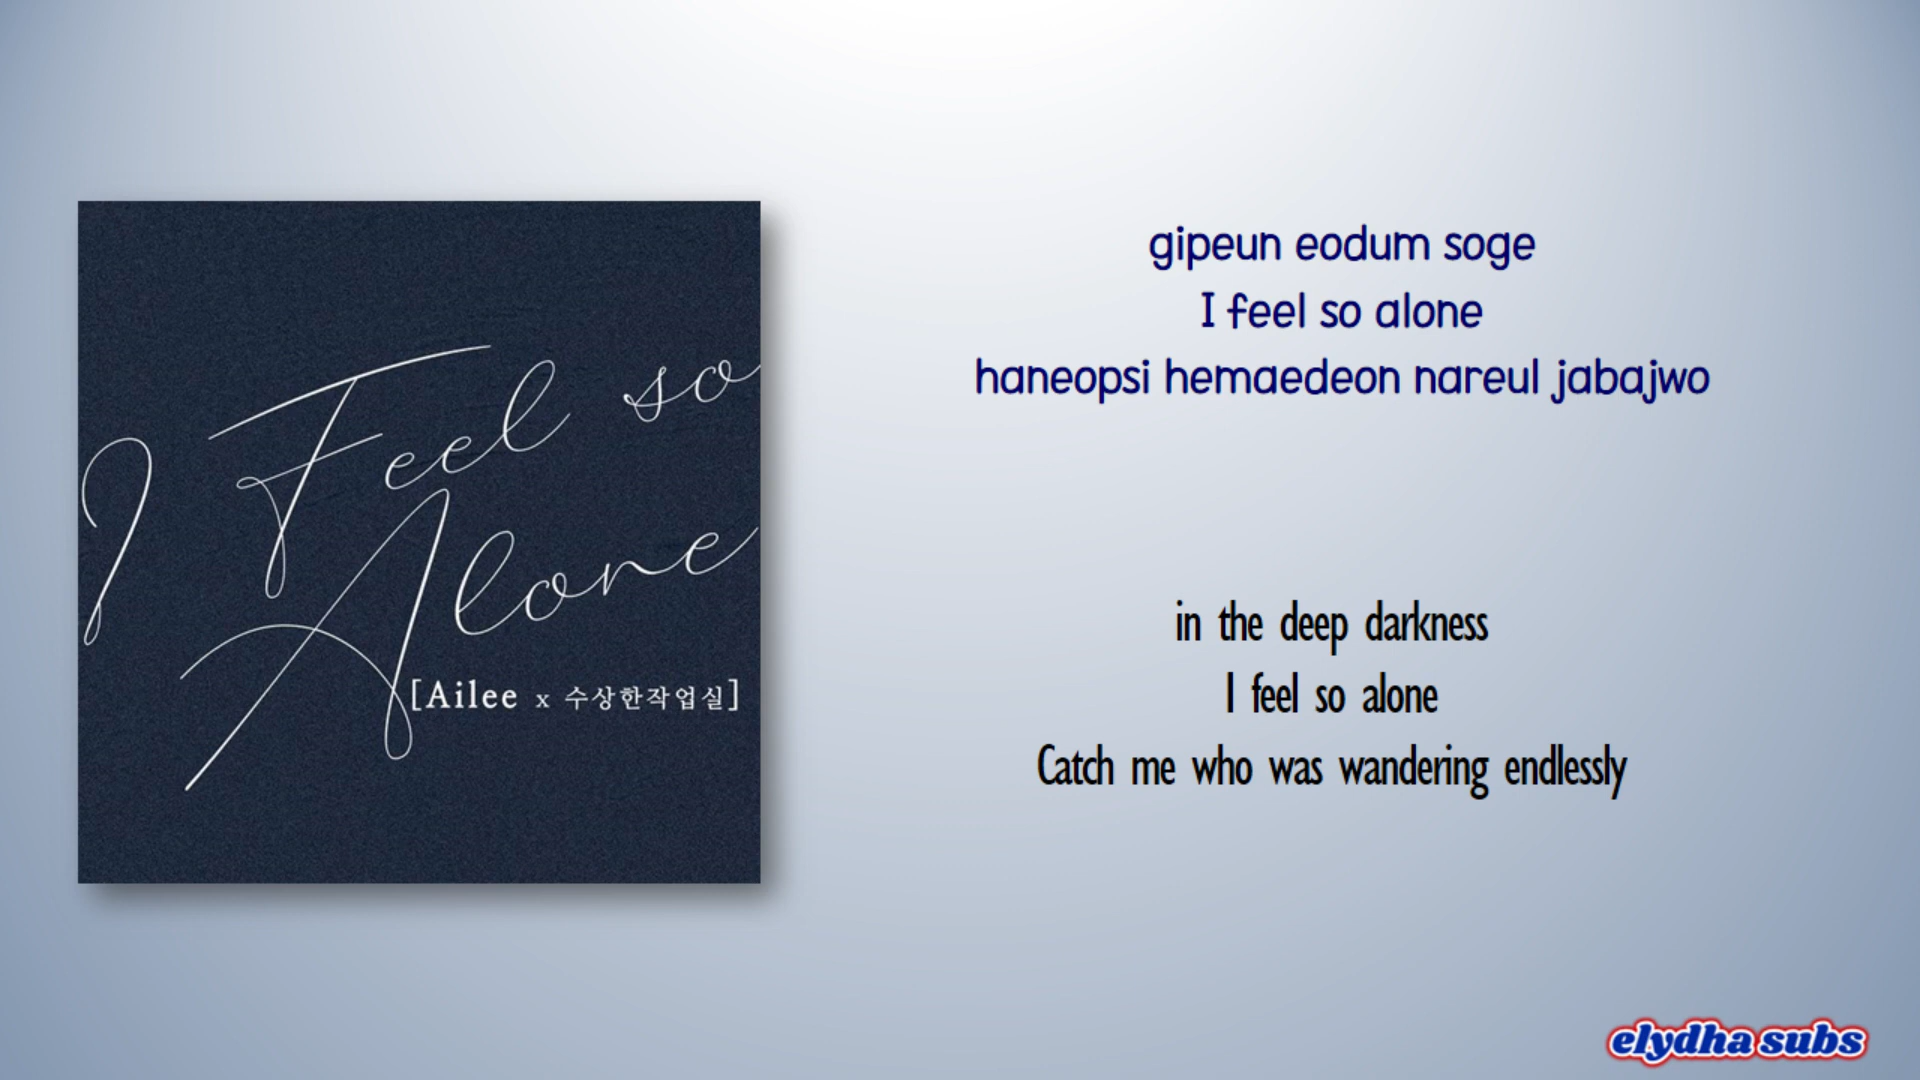 I Feel so
Alone
[Ailee x 수상한작업실]
gipeun eodum soge
I feel so alone
haneopsi hemaedeon nareul jabajwo
in the deep darkness
I feel so alone
Catch me who was wandering endlessly
elydha subs